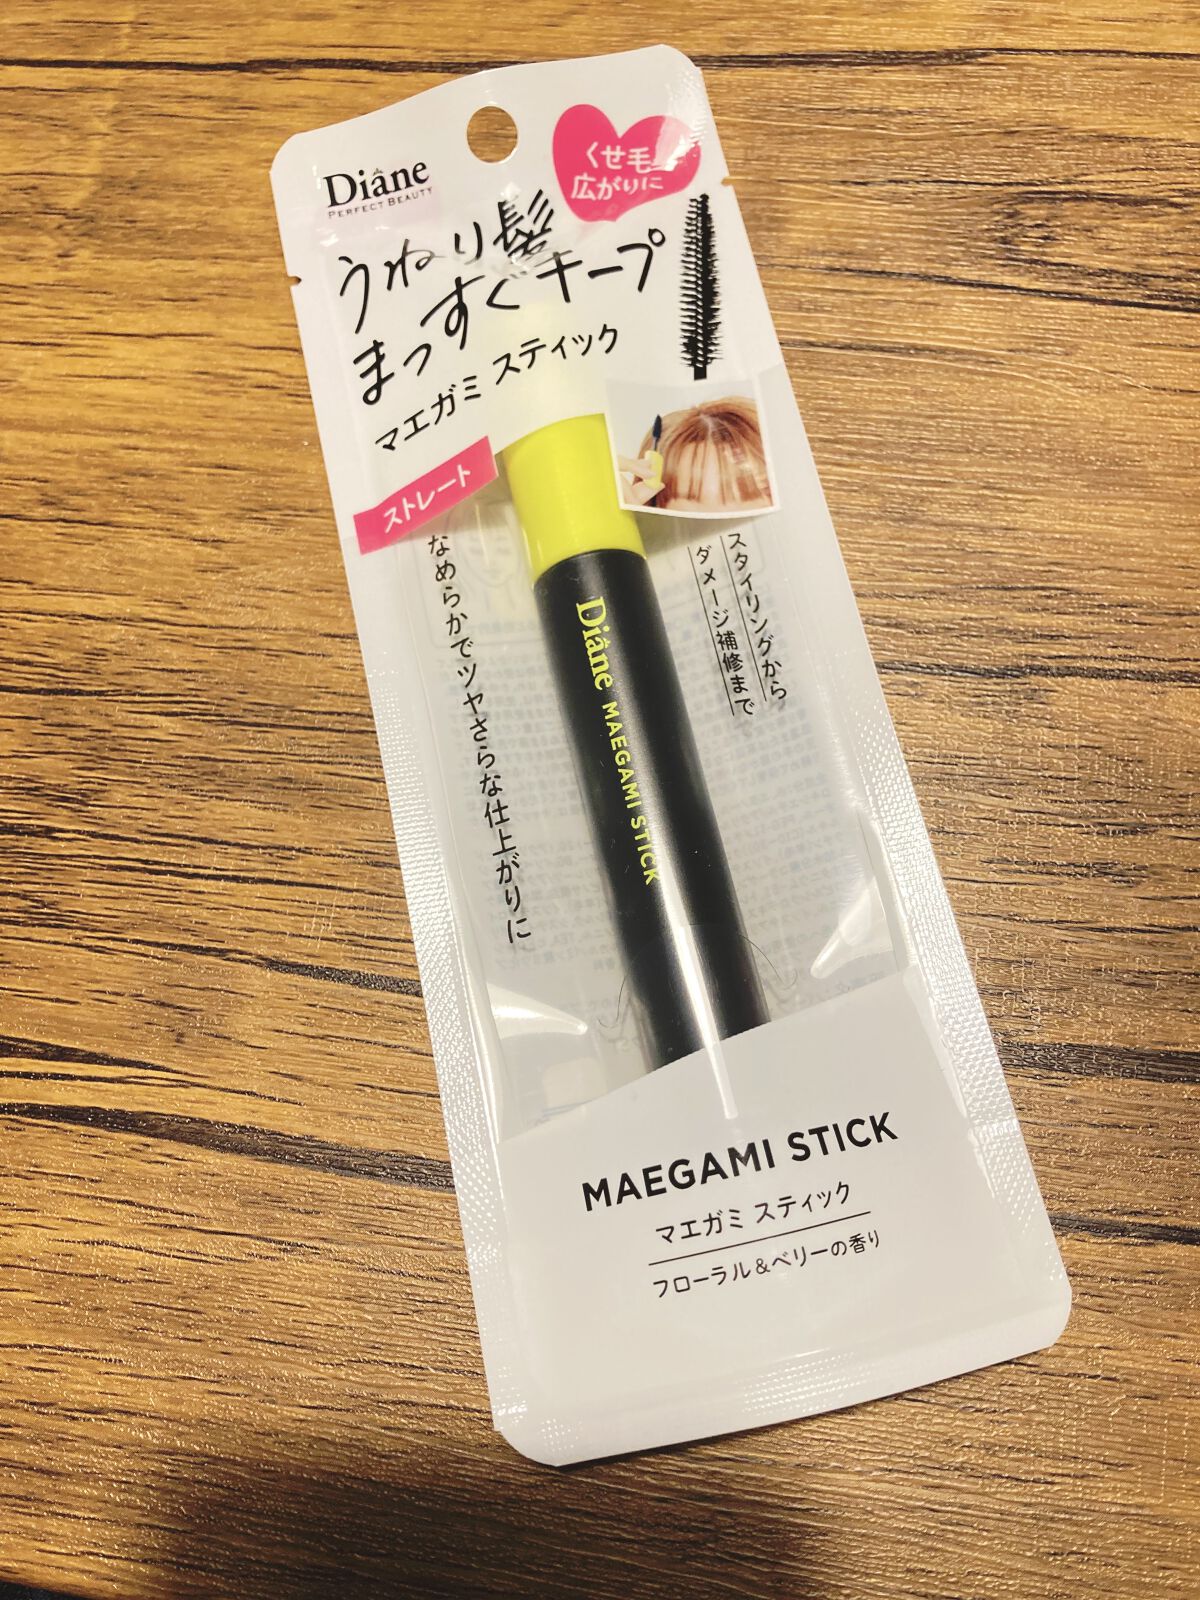 Diane
PERFECT BEAUTY
くせ毛
広がりに
うねり髪
まっすぐキープ
マエガミ スティック
ストレート
なめらかでツヤさらな仕上がりに
スタイリングから
ダメージ補修まで
Diane MAEGAMI STICK
MAEGAMI STICK
マエガミ スティック
フローラル&ベリーの香り